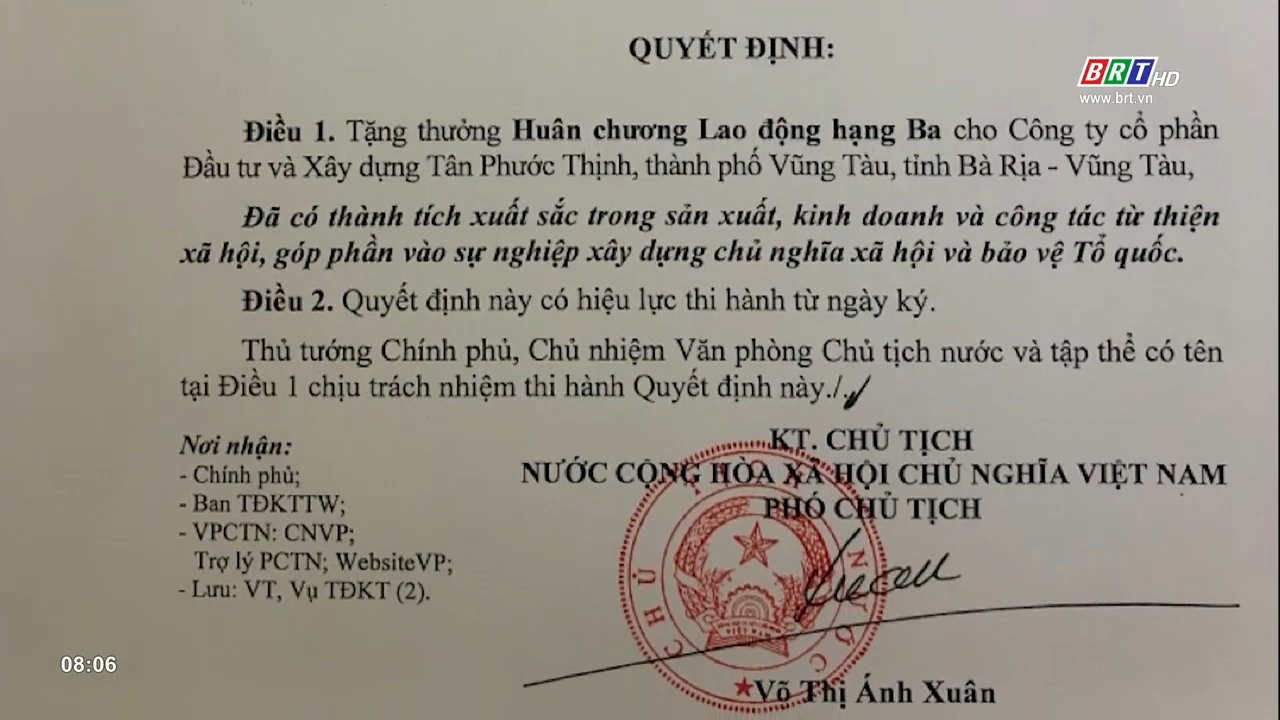 QUYẾT ĐỊNH:
BRT HD
www.brt.vn
Điều 1. Tặng thưởng Huân chương Lao động hạng Ba cho Công ty cổ phần
Đầu tư và Xây dựng Tân Phước Thịnh, thành phố Vũng Tàu, tỉnh Bà Rịa - Vũng Tàu,
Đã có thành tích xuất sắc trong sản xuất, kinh doanh và công tác từ thiện
xã hội, góp phần vào sự nghiệp xây dựng chủ nghĩa xã hội và bảo vệ Tổ quốc.
Điều 2. Quyết định này có hiệu lực thi hành từ ngày ký.
Thủ tướng Chính phủ, Chủ nhiệm Văn phòng Chủ tịch nước và tập thể có tên
tại Điều 1 chịu trách nhiệm thi hành Quyết định này./.
Nơi nhận:
- Chính phủ;
- Ban TĐKTTW;
- VPCTN: CNVP;
Trợ lý PCTN; WebsiteVP;
- Lưu: VT, Vụ TĐKT (2).
KT. CHỦ TỊCH
NƯỚC CỘNG HÒA XÃ HỘI CHỦ NGHĨA VIỆT NAM
PHÓ CHỦ TỊCH
CHỦ TỊCH NƯỚC
VIỆT NAM
Võ Thị Ánh Xuân
08:06